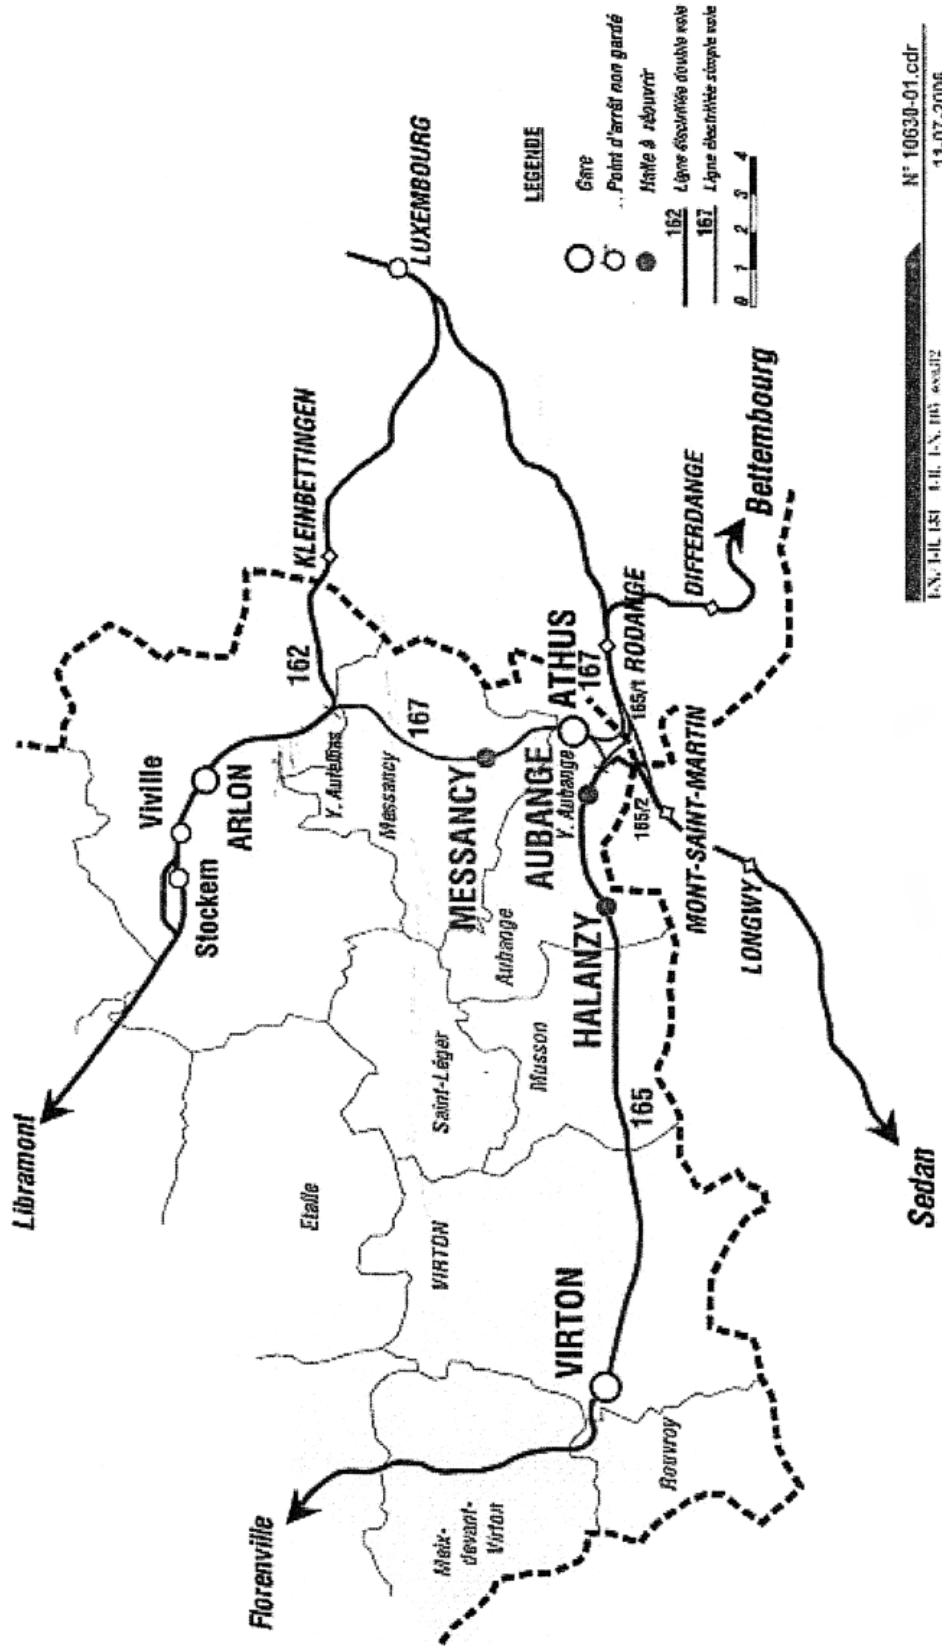 Libramont
Stockem
Viville
ARLON
162
KLEINBETTINGEN
LUXEMBOURG
Florenville
Etalle
VIRTON
Saint-Léger
Messancy
Y. Autelbas
167
MESSANCY
Meix-
devant-
Virton
Musson
Aubange
AUBANGE
Y. Aubange
ATHUS
167
VIRTON
HALANZY
165
165/1
RODANGE
165/2
Rouvroy
MONT-SAINT-MARTIN
DIFFERDANGE
Bettembourg
LONGWY
Sedan
LEGENDE
Gare
Point d'arrêt non gardé
Halte à réouvrir
162 Ligne électrifiée double voie
167 Ligne électrifiée simple voie
0 1 2 3 4
N° 10630-01.cdr
11-07-2006